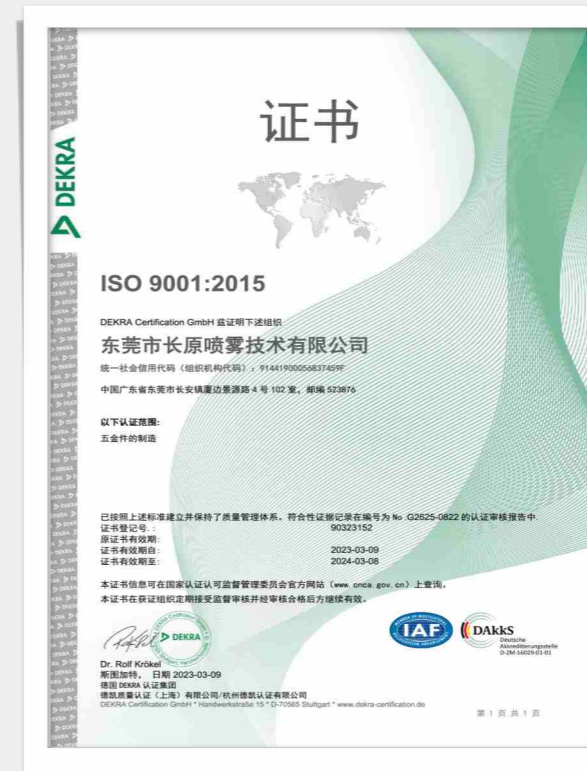 DEKRA
证书
ISO 9001:2015
DEKRA Certification GmbH 兹证明下述组织
东莞市长原喷雾技术有限公司
统一社会信用代码（组织机构代码）：91441900056837459F
中国广东省东莞市长安镇厦边景源路 4 号 102 室，邮编 523876
以下认证范围:
五金件的制造
已按照上述标准建立并保持了质量管理体系。符合性证据记录在编号为 No .G2625-0822 的认证审核报告中.
证书登记号.: 90323152
原证书有效期:
证书有效期自: 2023-03-09
证书有效期至: 2024-03-08
本证书信息可在国家认证认可监督管理委员会官方网站（www. cnca. gov. cn）上查询。
本证书在获证组织定期接受监督审核并经审核合格后方继续有效。
DEKRA
IAF
DAkkS
Deutsche
Akkreditierungsstelle
D-ZM-16029-01-01
Dr. Rolf Krökel
斯图加特， 日期 2023-03-09
德国 DEKRA 认证集团
德凯质量认证（上海）有限公司/杭州德凯认证有限公司
DEKRA Certification GmbH * Handwerkstraße 15 * D-70565 Stuttgart * www.dekra-certification.de
第 1 页 共 1 页